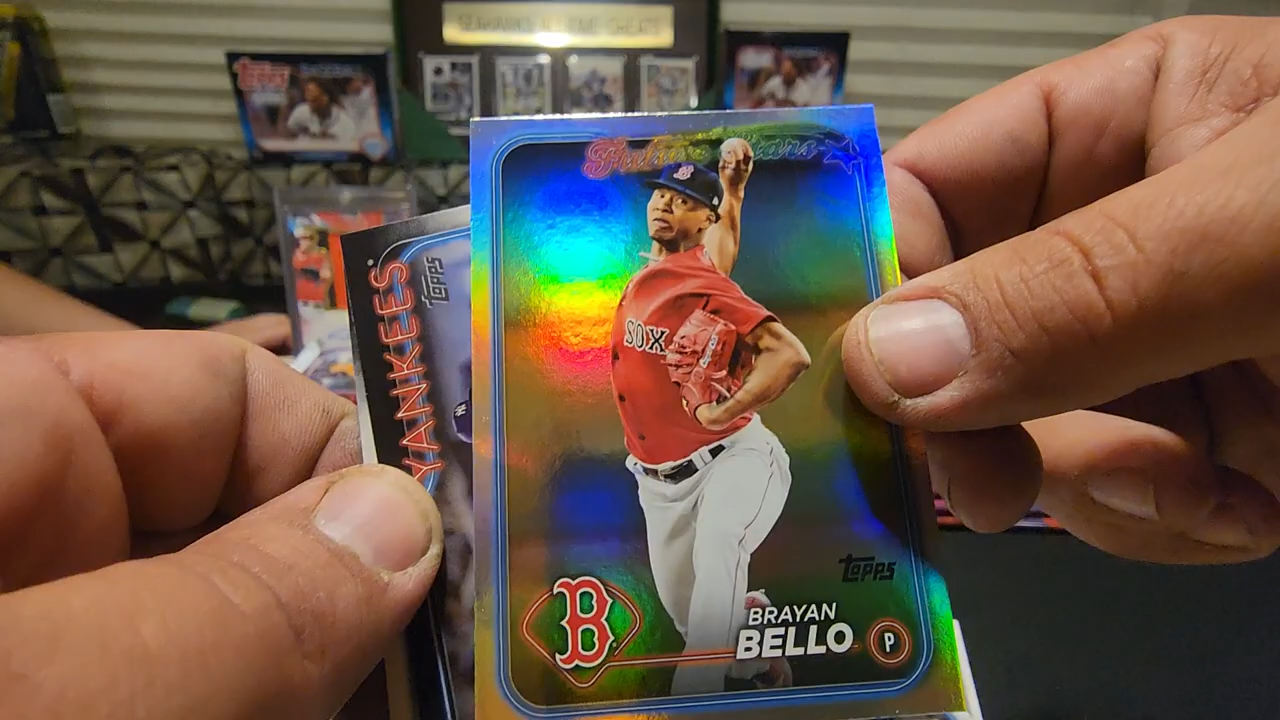 Topps
Future Stars
B
SOX
YANKEES
Topps
Topps
B
BRAYAN
BELLO
P